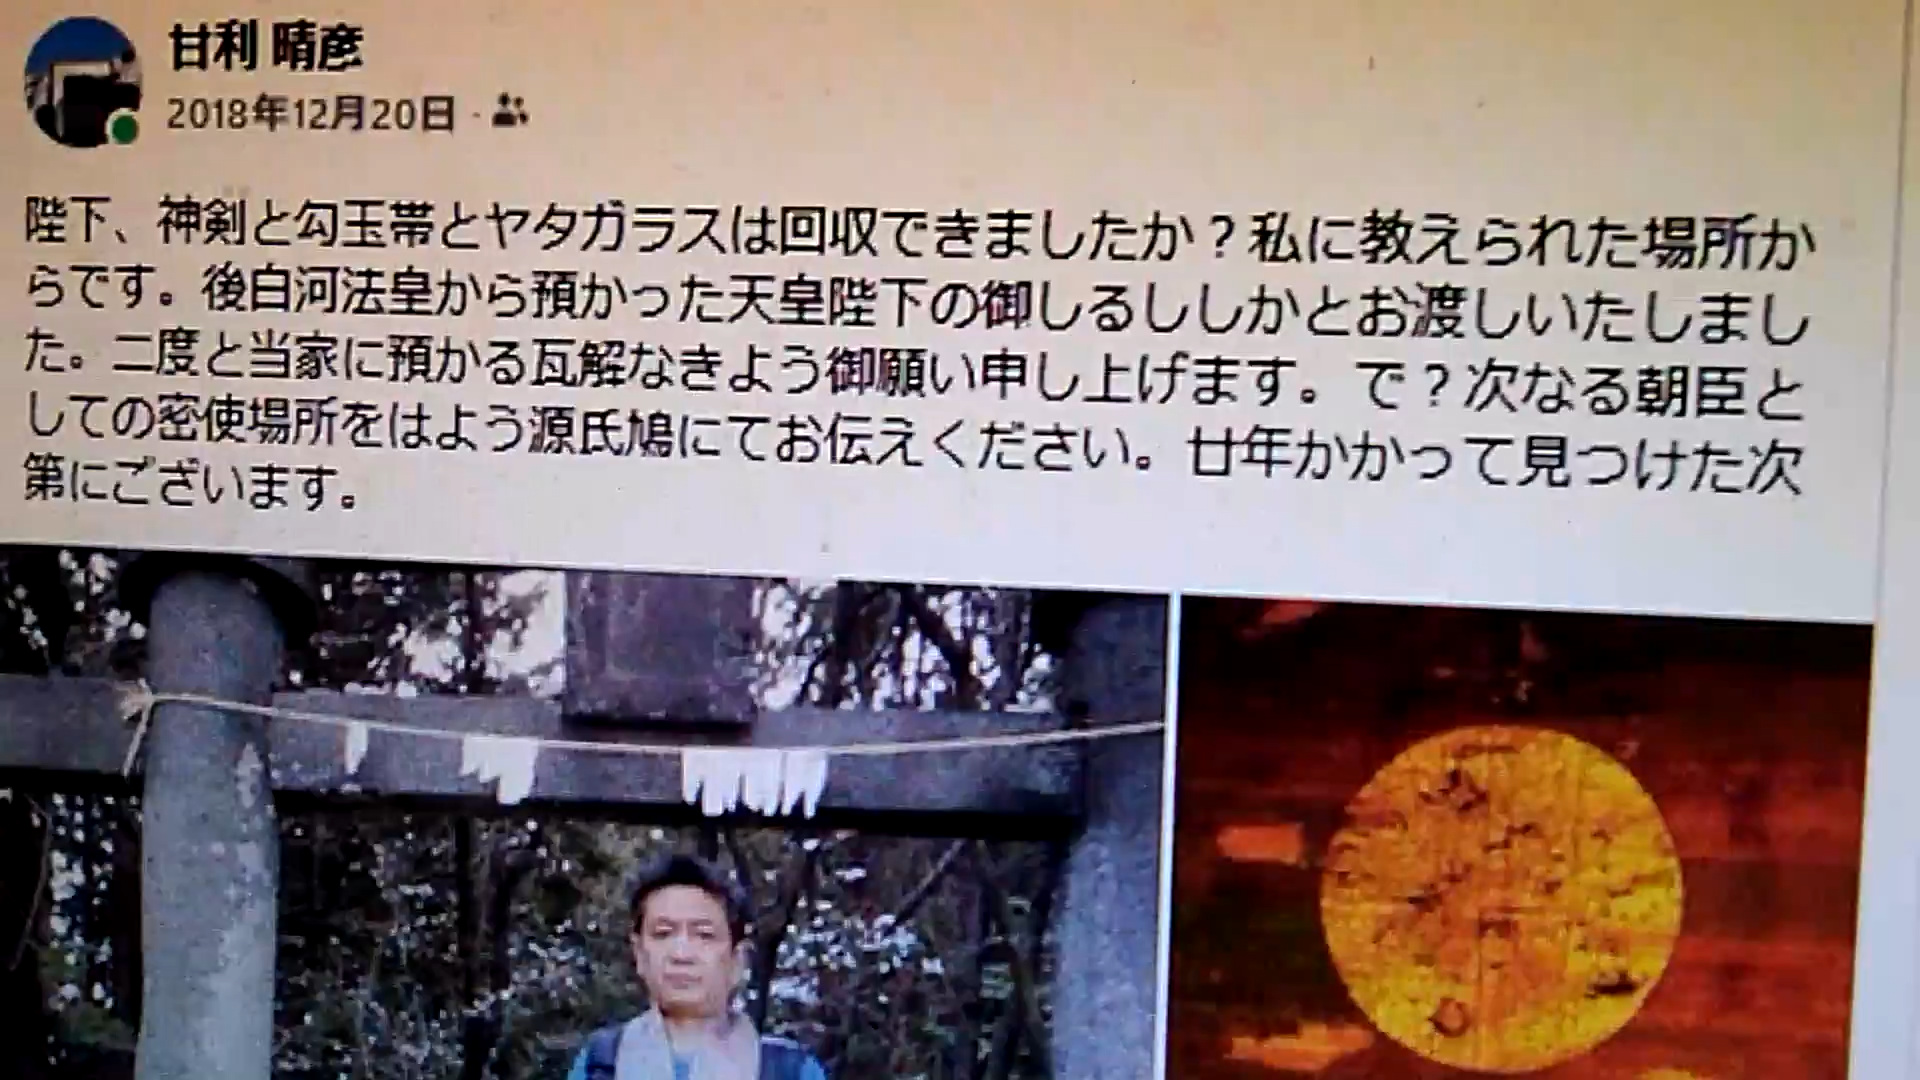 甘利 晴彦
2018年12月20日
陛下、神剣と勾玉帯とヤタガラスは回収できましたか？私に教えられた場所か
らです。後白河法皇から預かった天皇陛下の御しるししかとお渡しいたしまし
た。二度と当家に預かる瓦解なきよう御願い申し上げます。で？次なる朝臣と
しての密使場所をはよう源氏鳩にてお伝えください。廿年かかって見つけた次
第にございます。